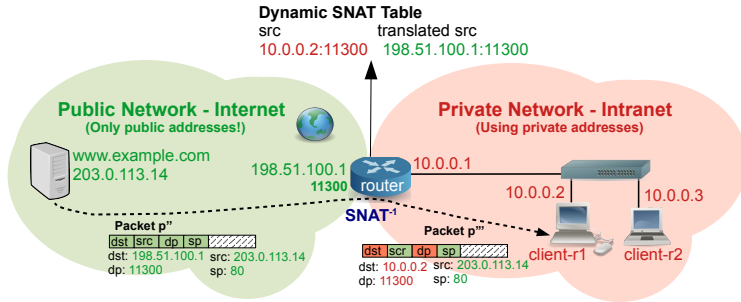 Dynamic SNAT Table
src translated src
10.0.0.2:11300 198.51.100.1:11300
Public Network - Internet
(Only public addresses!)
Private Network - Intranet
(Using private addresses)
www.example.com
203.0.113.14
198.51.100.1
11300
router
10.0.0.1
10.0.0.2
10.0.0.3
SNAT-1
client-r1
client-r2
Packet p”
dst src dp sp
dst: 198.51.100.1 src: 203.0.113.14
dp: 11300 sp: 80
Packet p”’
dst scr dp sp
dst: 10.0.0.2 src: 203.0.113.14
dp: 11300 sp: 80